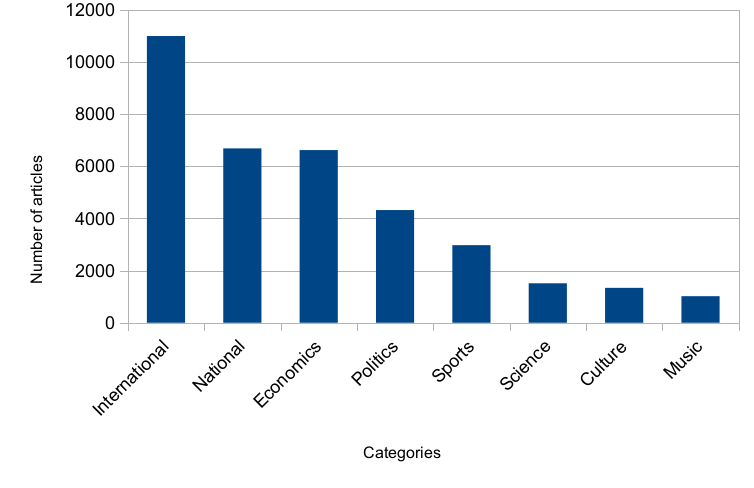 12000
10000
8000
6000
4000
2000
0
Number of articles
International
National
Economics
Politics
Sports
Science
Culture
Music
Categories